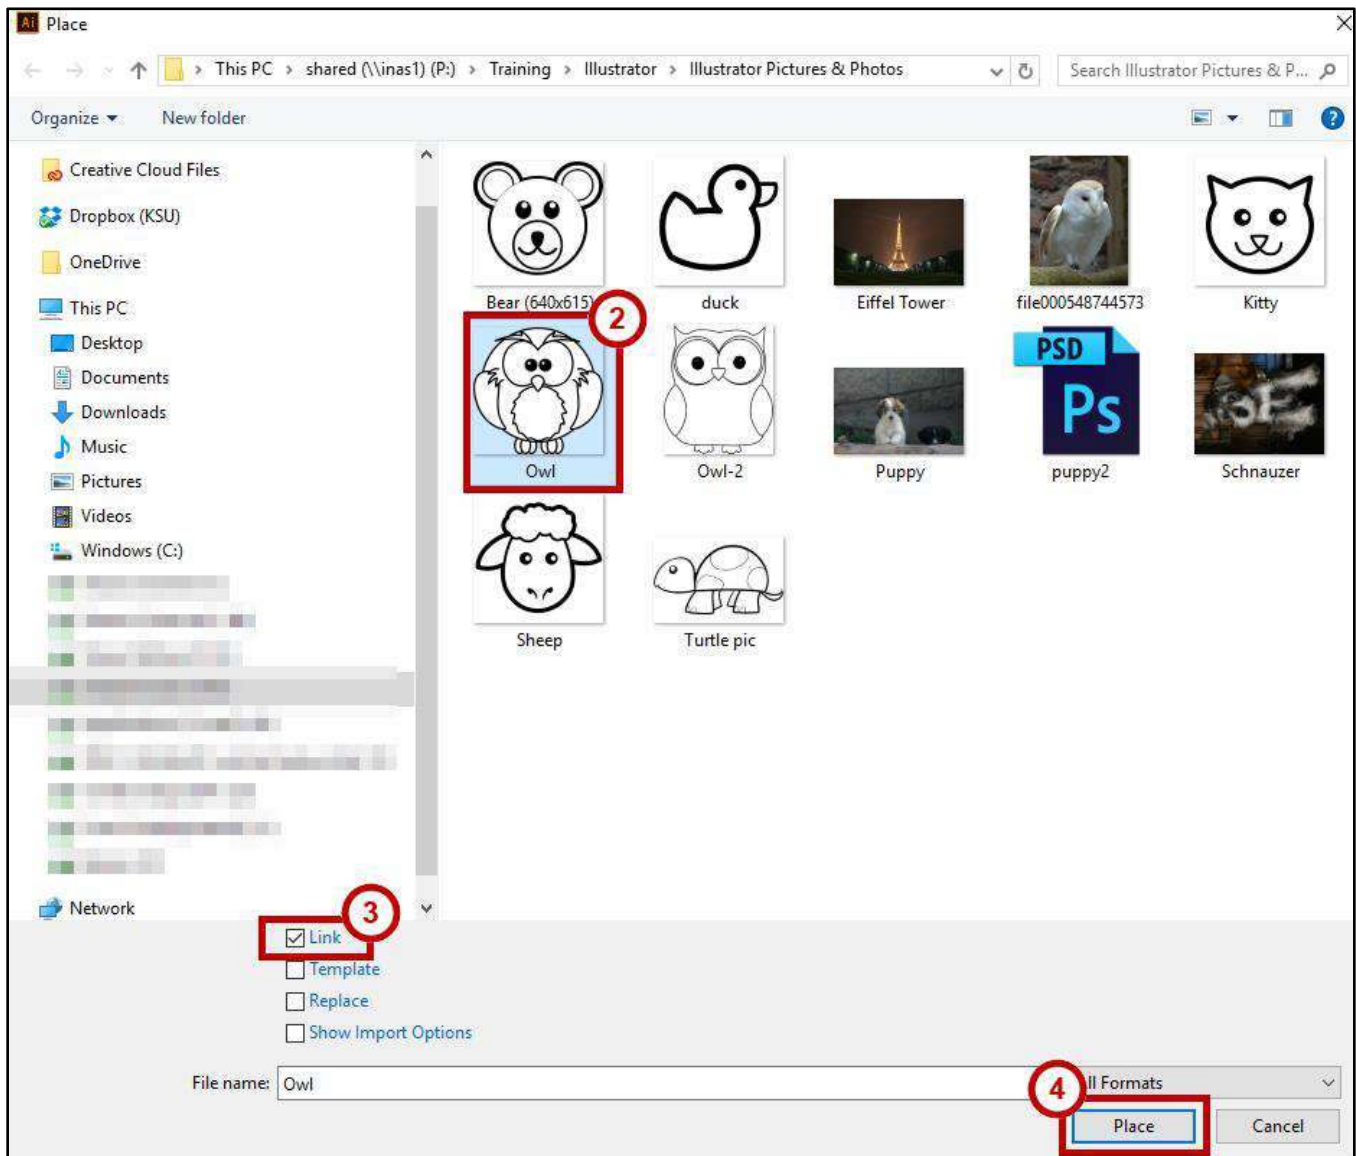 Ai Place
This PC > shared (\\inas1) (P:) > Training > Illustrator > Illustrator Pictures & Photos
Search Illustrator Pictures & P...
Organize New folder
?
Creative Cloud Files
Dropbox (KSU)
OneDrive
This PC
Desktop
Documents
Downloads
Music
Pictures
Videos
Windows (C:)
Network
Bear (640x615)
duck
Eiffel Tower
file000548744573
Kitty
2
PSD
Ps
Owl
Owl-2
Puppy
puppy2
Schnauzer
Sheep
Turtle pic
3
Link
Template
Replace
Show Import Options
File name: Owl
4
ll Formats
Place Cancel